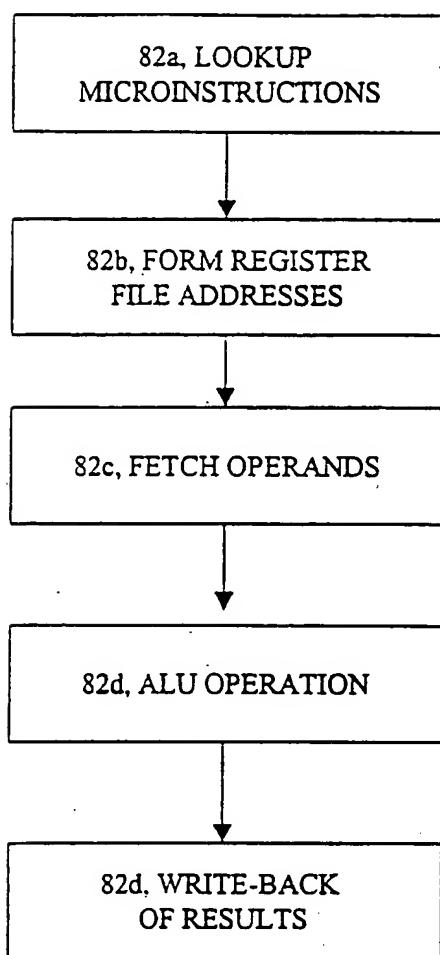 82a, LOOKUP
MICROINSTRUCTIONS
82b, FORM REGISTER
FILE ADDRESSES
82c, FETCH OPERANDS
82d, ALU OPERATION
82d, WRITE-BACK
OF RESULTS